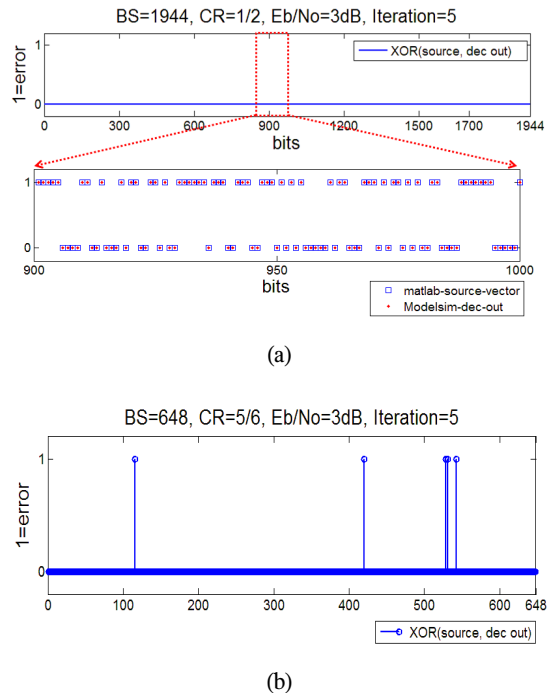 BS=1944, CR=1/2, Eb/No=3dB, Iteration=5
1=error
1
0
XOR(source, dec out)
0 300 600 900 1200 1500 1700 1944
bits
1
0
900 950 1000
bits
matlab-source-vector
Modelsim-dec-out
(a)
BS=648, CR=5/6, Eb/No=3dB, Iteration=5
1=error
1
0
0 100 200 300 400 500 600 648
XOR(source, dec out)
(b)